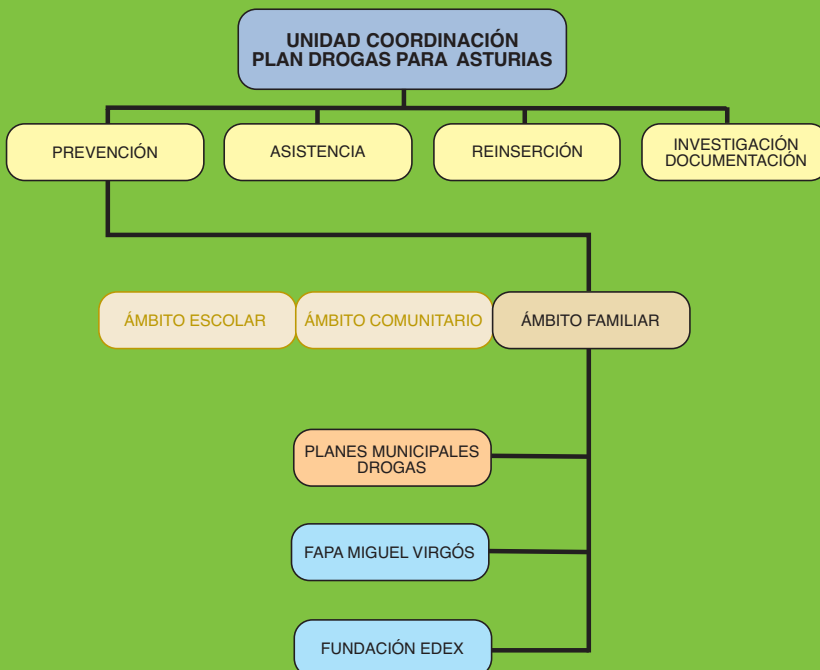 UNIDAD COORDINACIÓN
PLAN DROGAS PARA ASTURIAS
PREVENCIÓN
ASISTENCIA
REINSERCIÓN
INVESTIGACIÓN
DOCUMENTACIÓN
ÁMBITO ESCOLAR
ÁMBITO COMUNITARIO
ÁMBITO FAMILIAR
PLANES MUNICIPALES
DROGAS
FAPA MIGUEL VIRGÓS
FUNDACIÓN EDEX